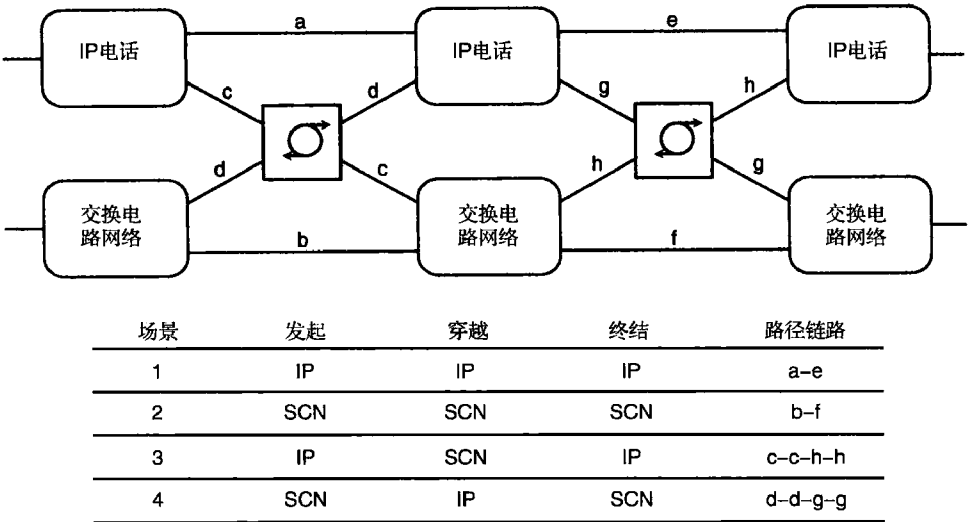 a
e
IP电话
IP电话
IP电话
c
d
g
h
d
c
h
g
交换电
路网络
交换电
路网络
交换电
路网络
b
f
场景 发起 穿越 终结 路径链路
1 IP IP IP a–e
2 SCN SCN SCN b–f
3 IP SCN IP c–c–h–h
4 SCN IP SCN d–d–g–g